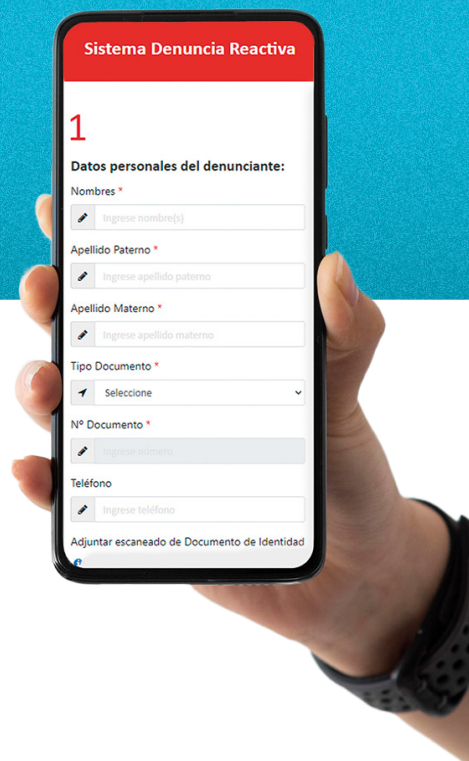 Sistema Denuncia Reactiva
1
Datos personales del denunciante:
Nombres *
Ingrese nombre(s)
Apellido Paterno *
Ingrese apellido paterno
Apellido Materno *
Ingrese apellido materno
Tipo Documento *
Seleccione
Nº Documento *
Ingrese número
Teléfono
Ingrese teléfono
Adjuntar escaneado de Documento de Identidad